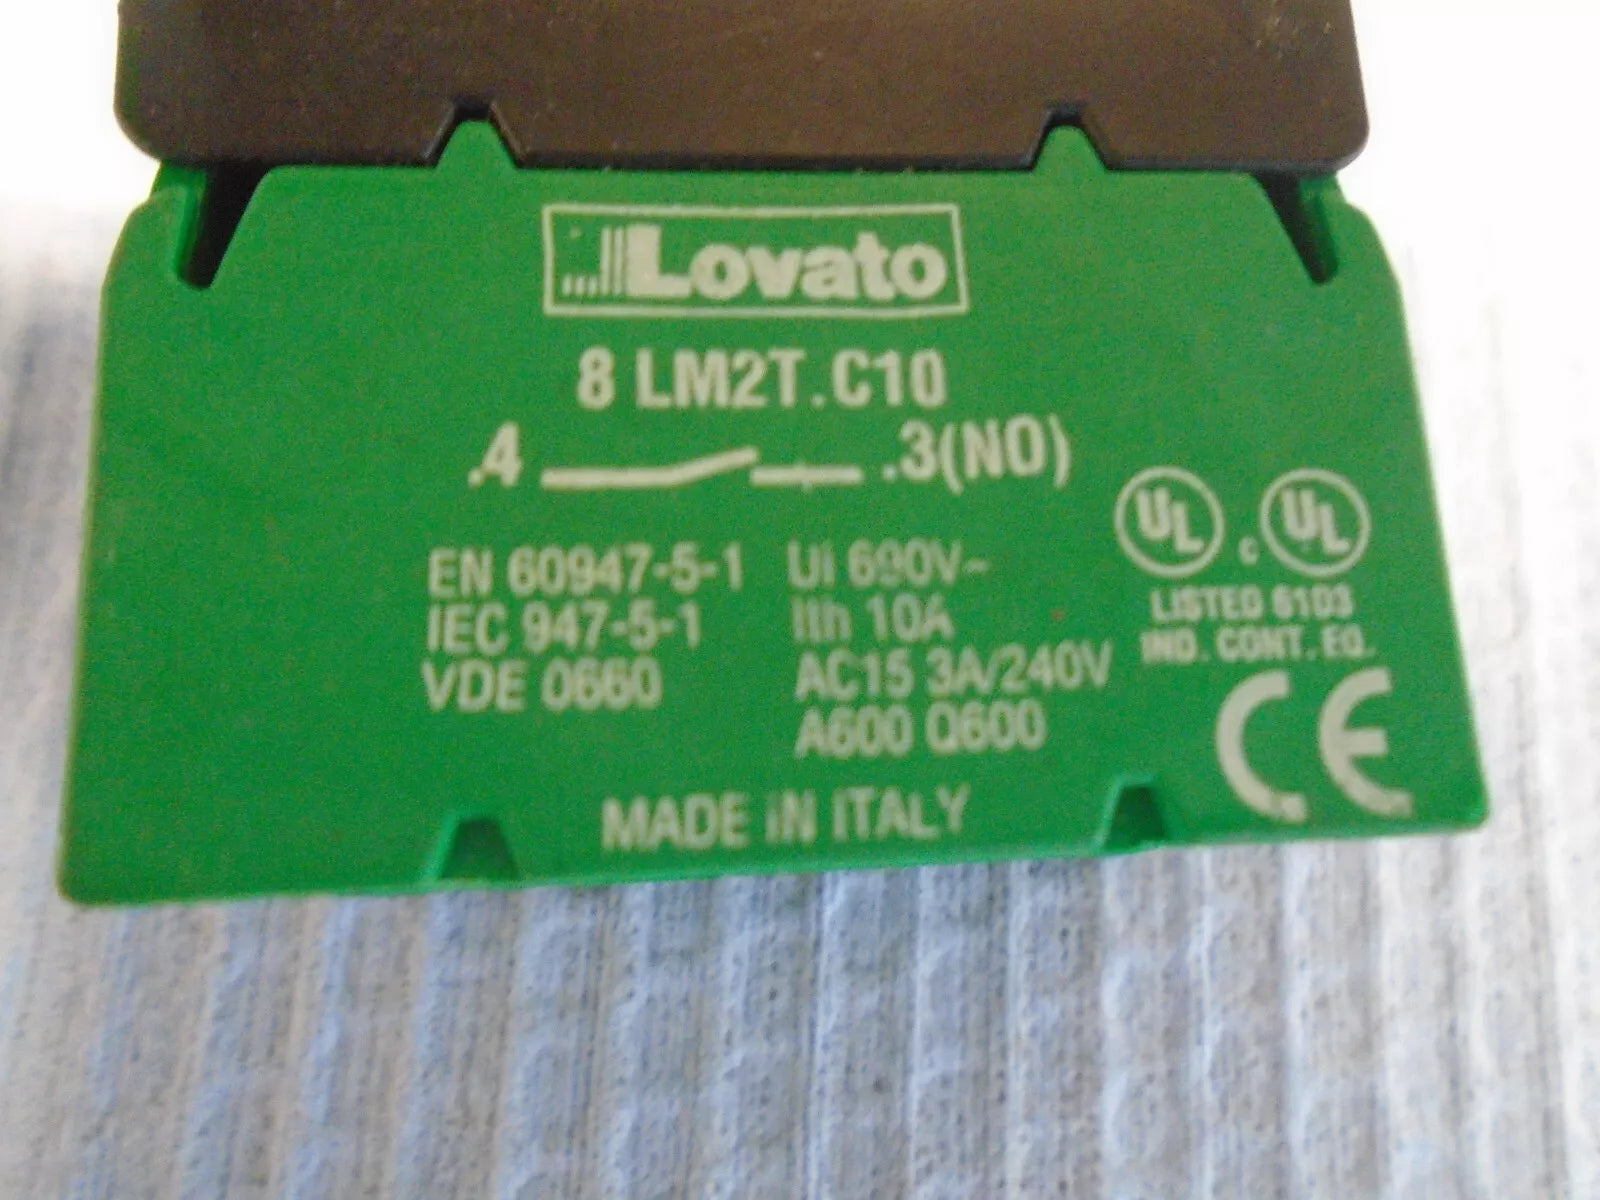 Lovato
8 LM2T.C10
.4 .3(NO)
EN 60947-5-1 Ui 690V~
IEC 947-5-1 Ith 10A
VDE 0660 AC15 3A/240V
A600 Q600
UL c UL
LISTED 61D3
IND. CONT. EQ.
CE
MADE IN ITALY